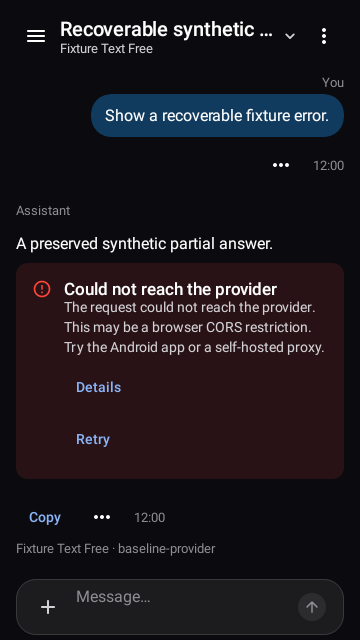 Recoverable synthetic ...
Fixture Text Free
You
Show a recoverable fixture error.
12:00
Assistant
A preserved synthetic partial answer.
Could not reach the provider
The request could not reach the provider.
This may be a browser CORS restriction.
Try the Android app or a self-hosted proxy.
Details
Retry
Copy
12:00
Fixture Text Free · baseline-provider
Message…